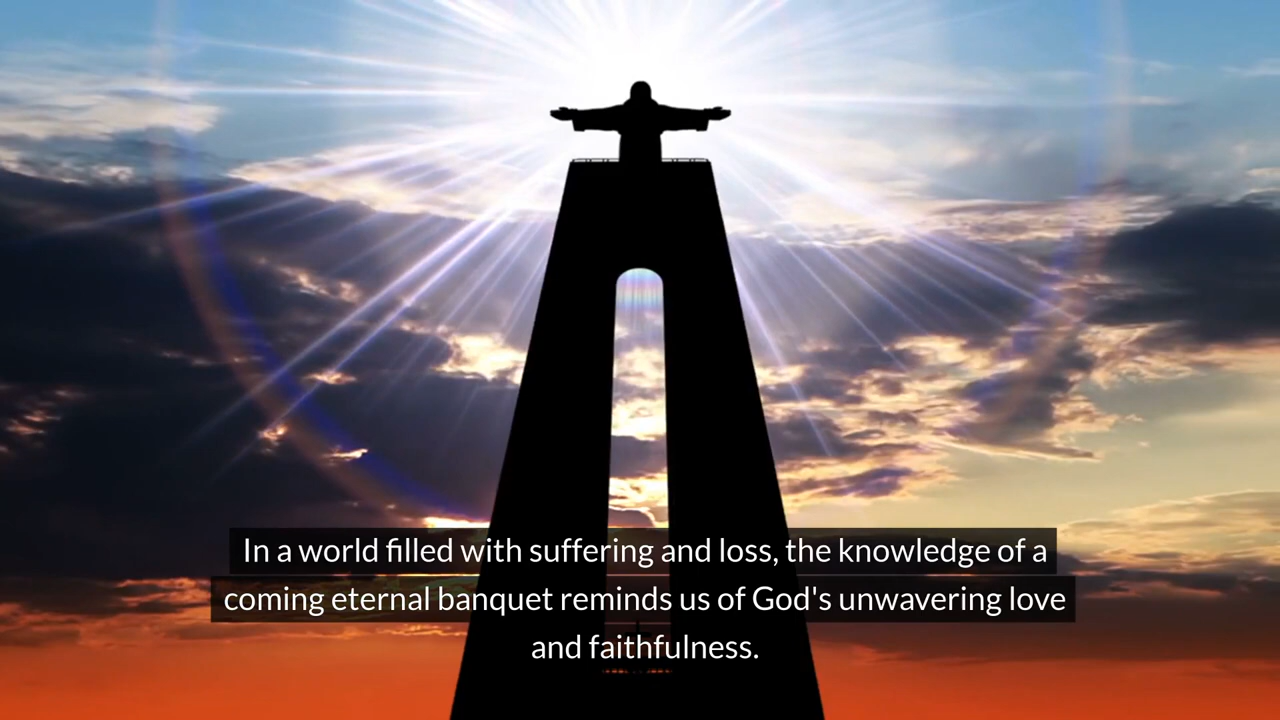 In a world filled with suffering and loss, the knowledge of a
coming eternal banquet reminds us of God's unwavering love
and faithfulness.